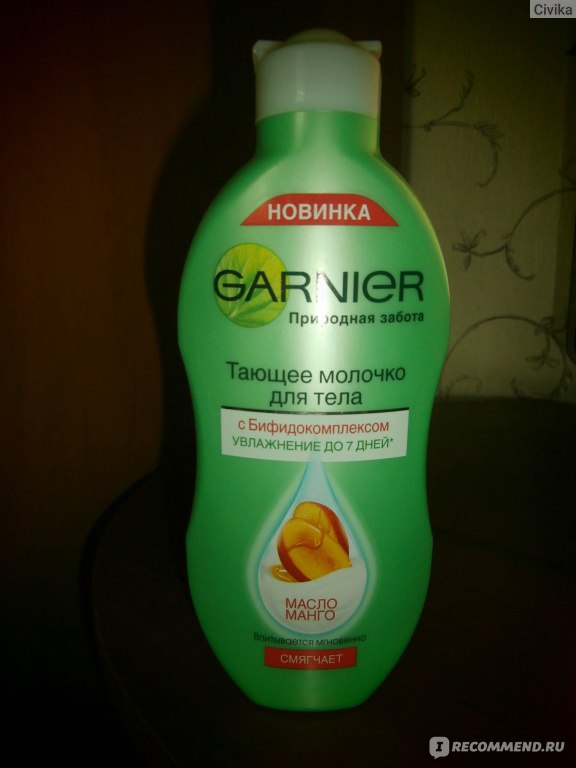 Civika
НОВИНКА
GARNIER
Природная забота
Тающее молочко
для тела
с Бифидокомплексом
УВЛАЖНЕНИЕ ДО 7 ДНЕЙ*
МАСЛО
МАНГО
Впитывается мгновенно
СМЯГЧАЕТ
I RECOMMEND.RU